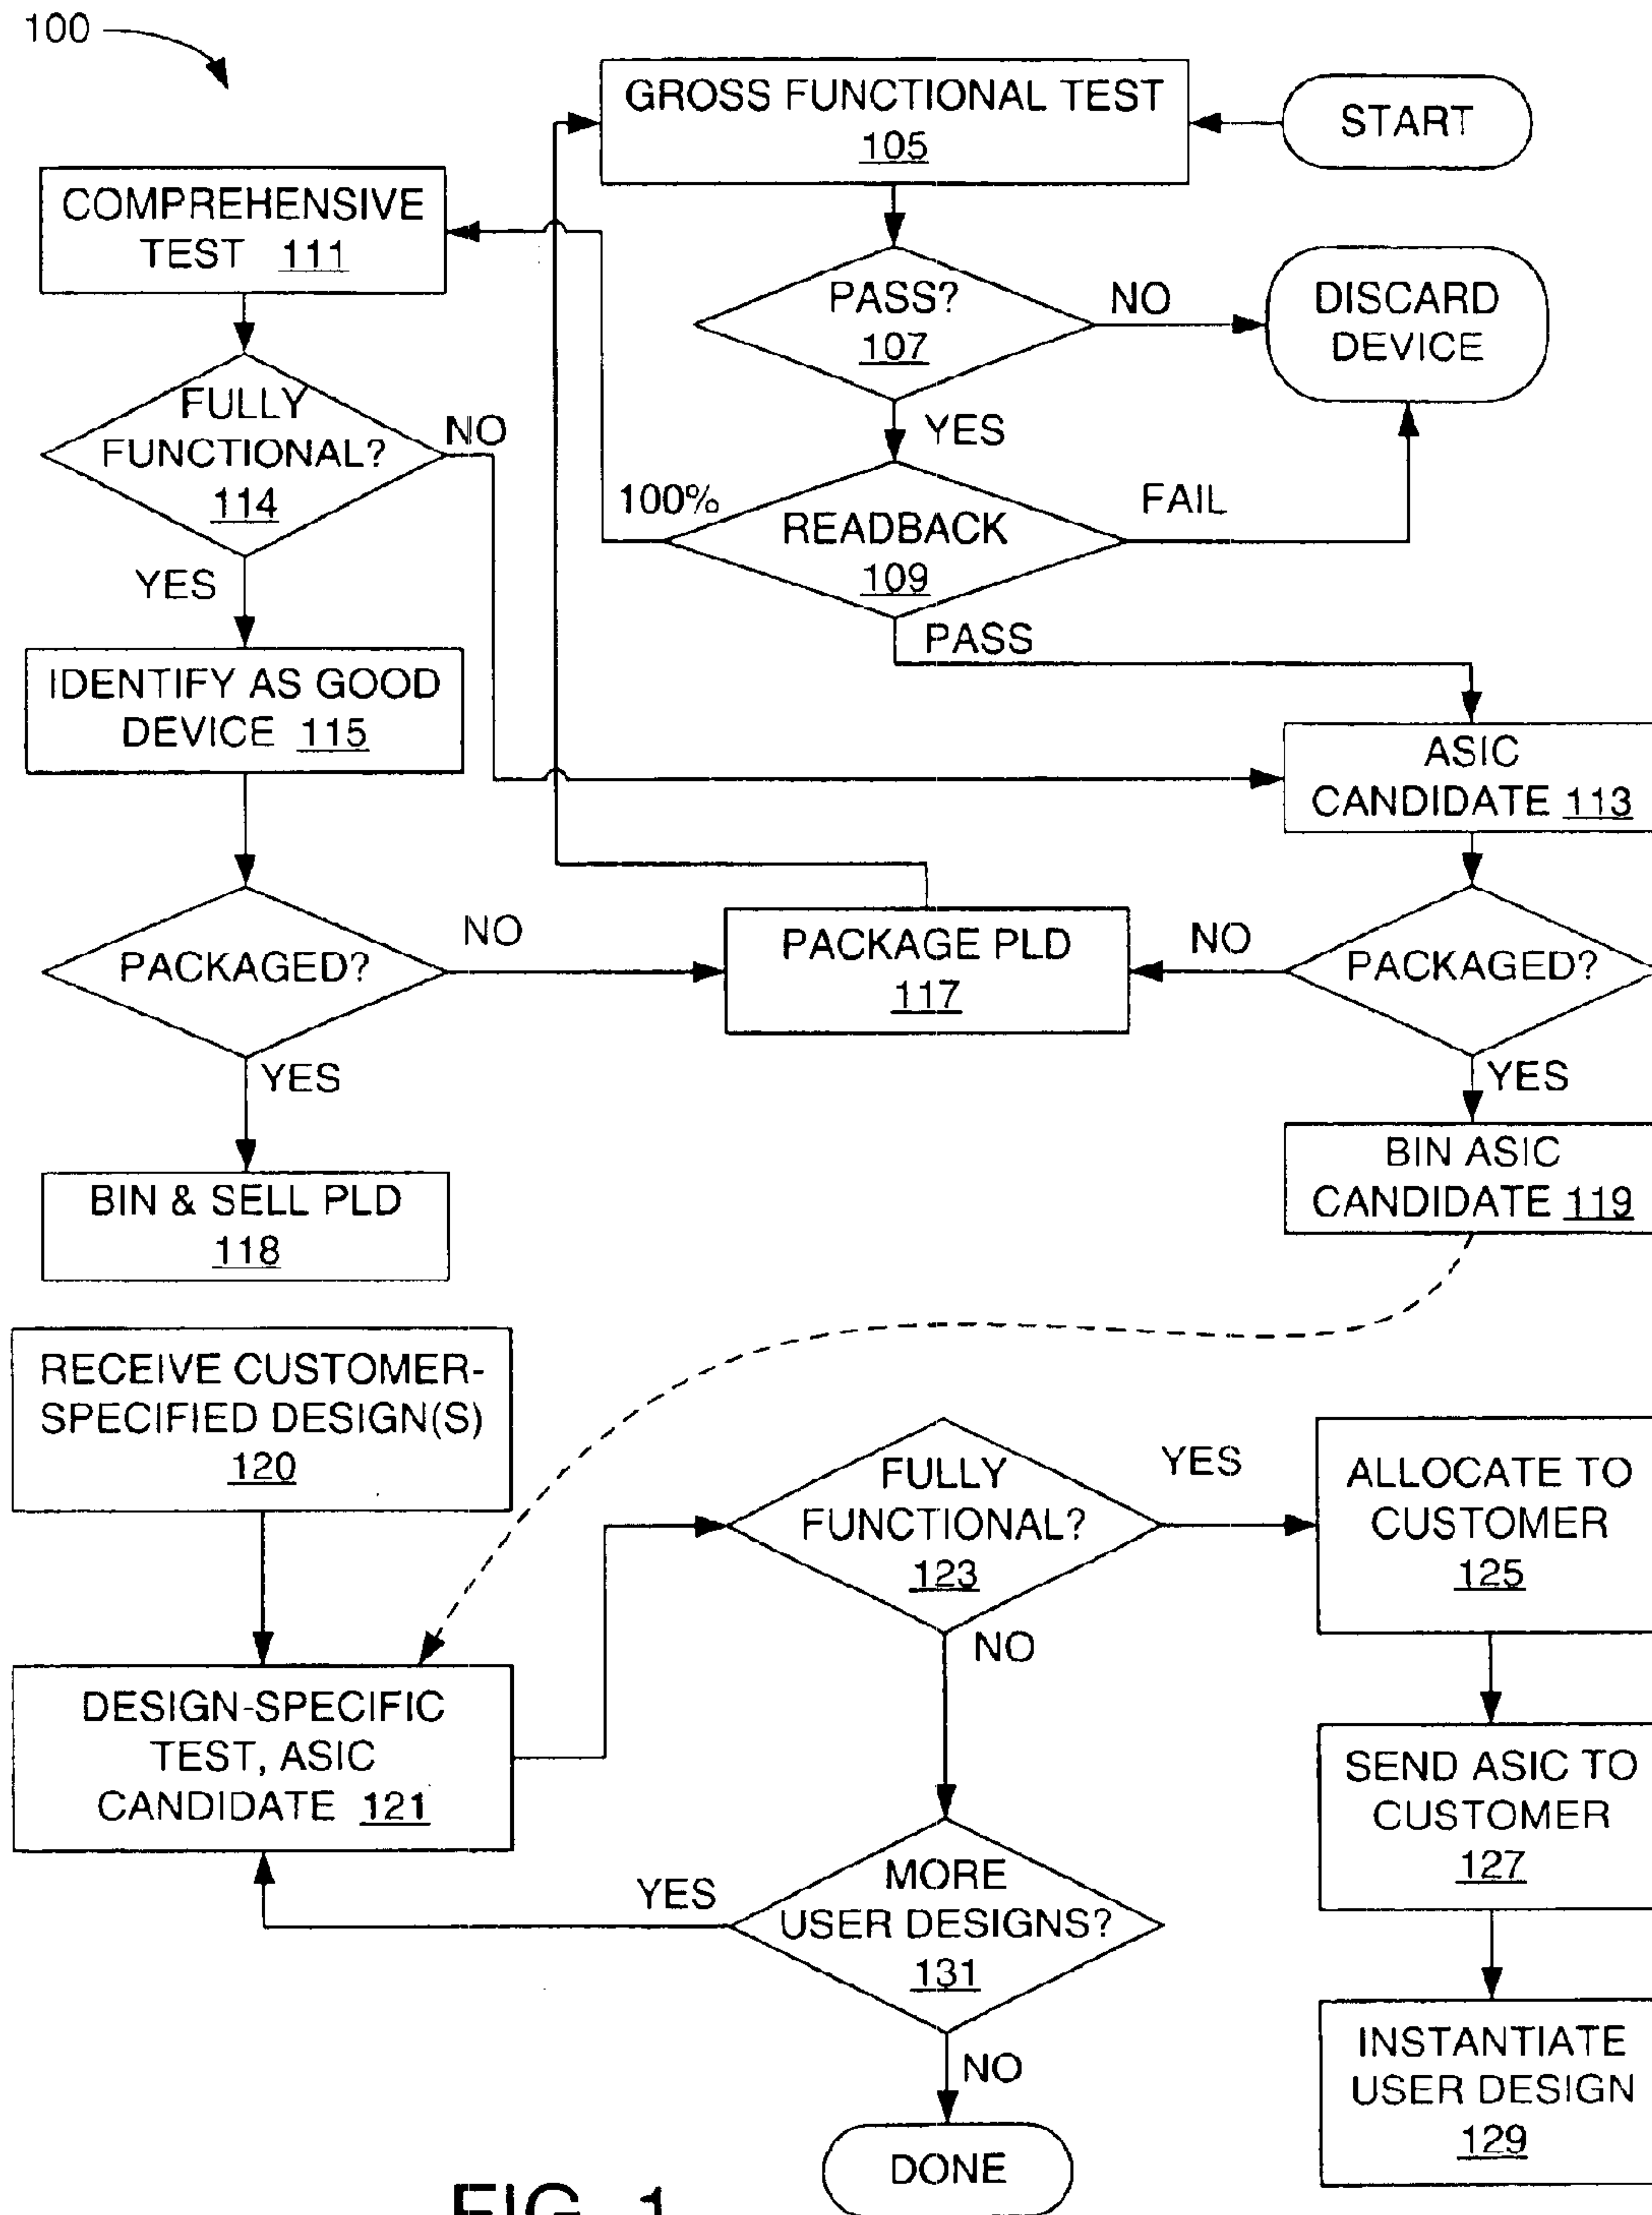 100
GROSS FUNCTIONAL TEST
105
START
COMPREHENSIVE
TEST 111
PASS?
107
NO
DISCARD
DEVICE
YES
FULLY
FUNCTIONAL?
114
NO
100%
READBACK
109
FAIL
YES
PASS
IDENTIFY AS GOOD
DEVICE 115
ASIC
CANDIDATE 113
PACKAGED?
NO
PACKAGE PLD
117
NO
PACKAGED?
YES
YES
BIN & SELL PLD
118
BIN ASIC
CANDIDATE 119
RECEIVE CUSTOMER-
SPECIFIED DESIGN(S)
120
FULLY
FUNCTIONAL?
123
YES
ALLOCATE TO
CUSTOMER
125
NO
DESIGN-SPECIFIC
TEST, ASIC
CANDIDATE 121
SEND ASIC TO
CUSTOMER
127
YES
MORE
USER DESIGNS?
131
NO
INSTANTIATE
USER DESIGN
129
DONE
FIG. 1